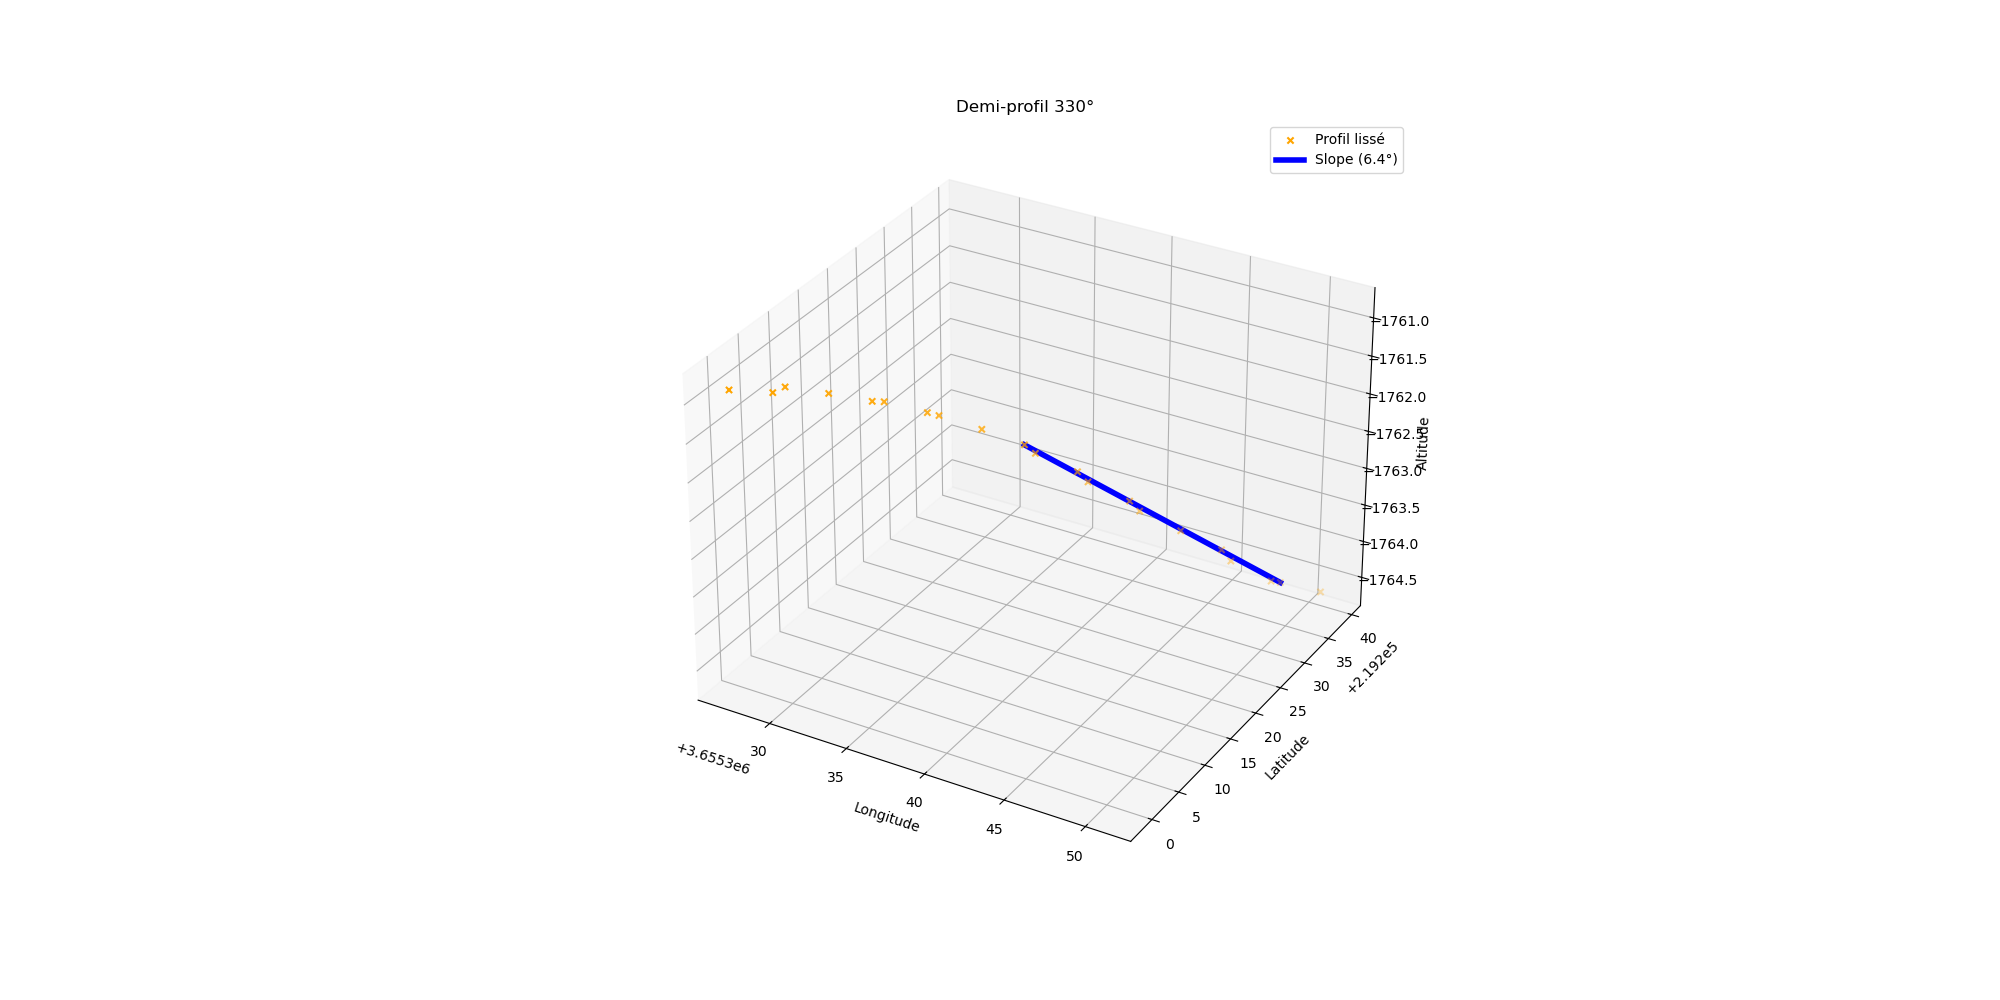 Demi-profil 330°
Profil lissé
Slope (6.4°)
−1761.0
−1761.5
−1762.0
−1762.5
−1763.0
−1763.5
−1764.0
−1764.5
Altitude
40
35
30
25
20
15
10
5
0
+2.192e5
Latitude
30
35
40
45
50
+3.6553e6
Longitude